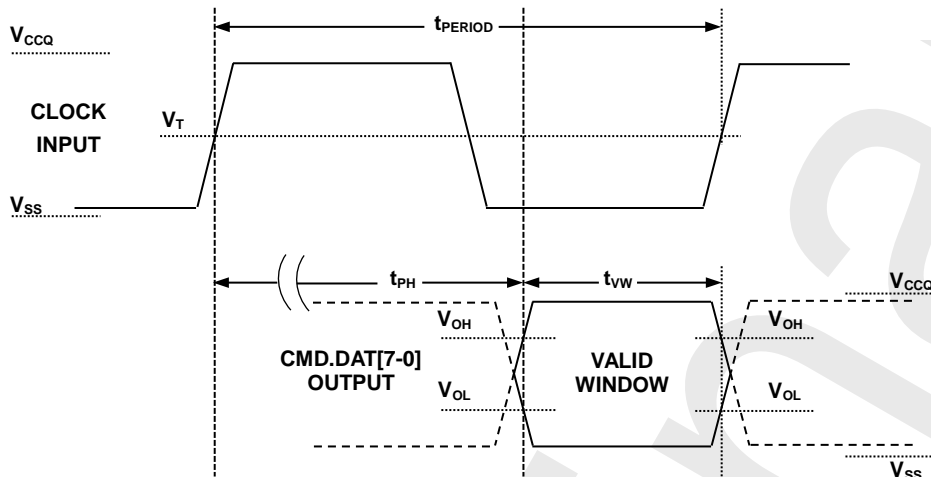 tPERIOD
VCCQ
CLOCK
INPUT
VT
VSS
tPH
tVW
VCCQ
VOH
VOH
CMD.DAT[7-0]
OUTPUT
VALID
WINDOW
VOL
VOL
VSS